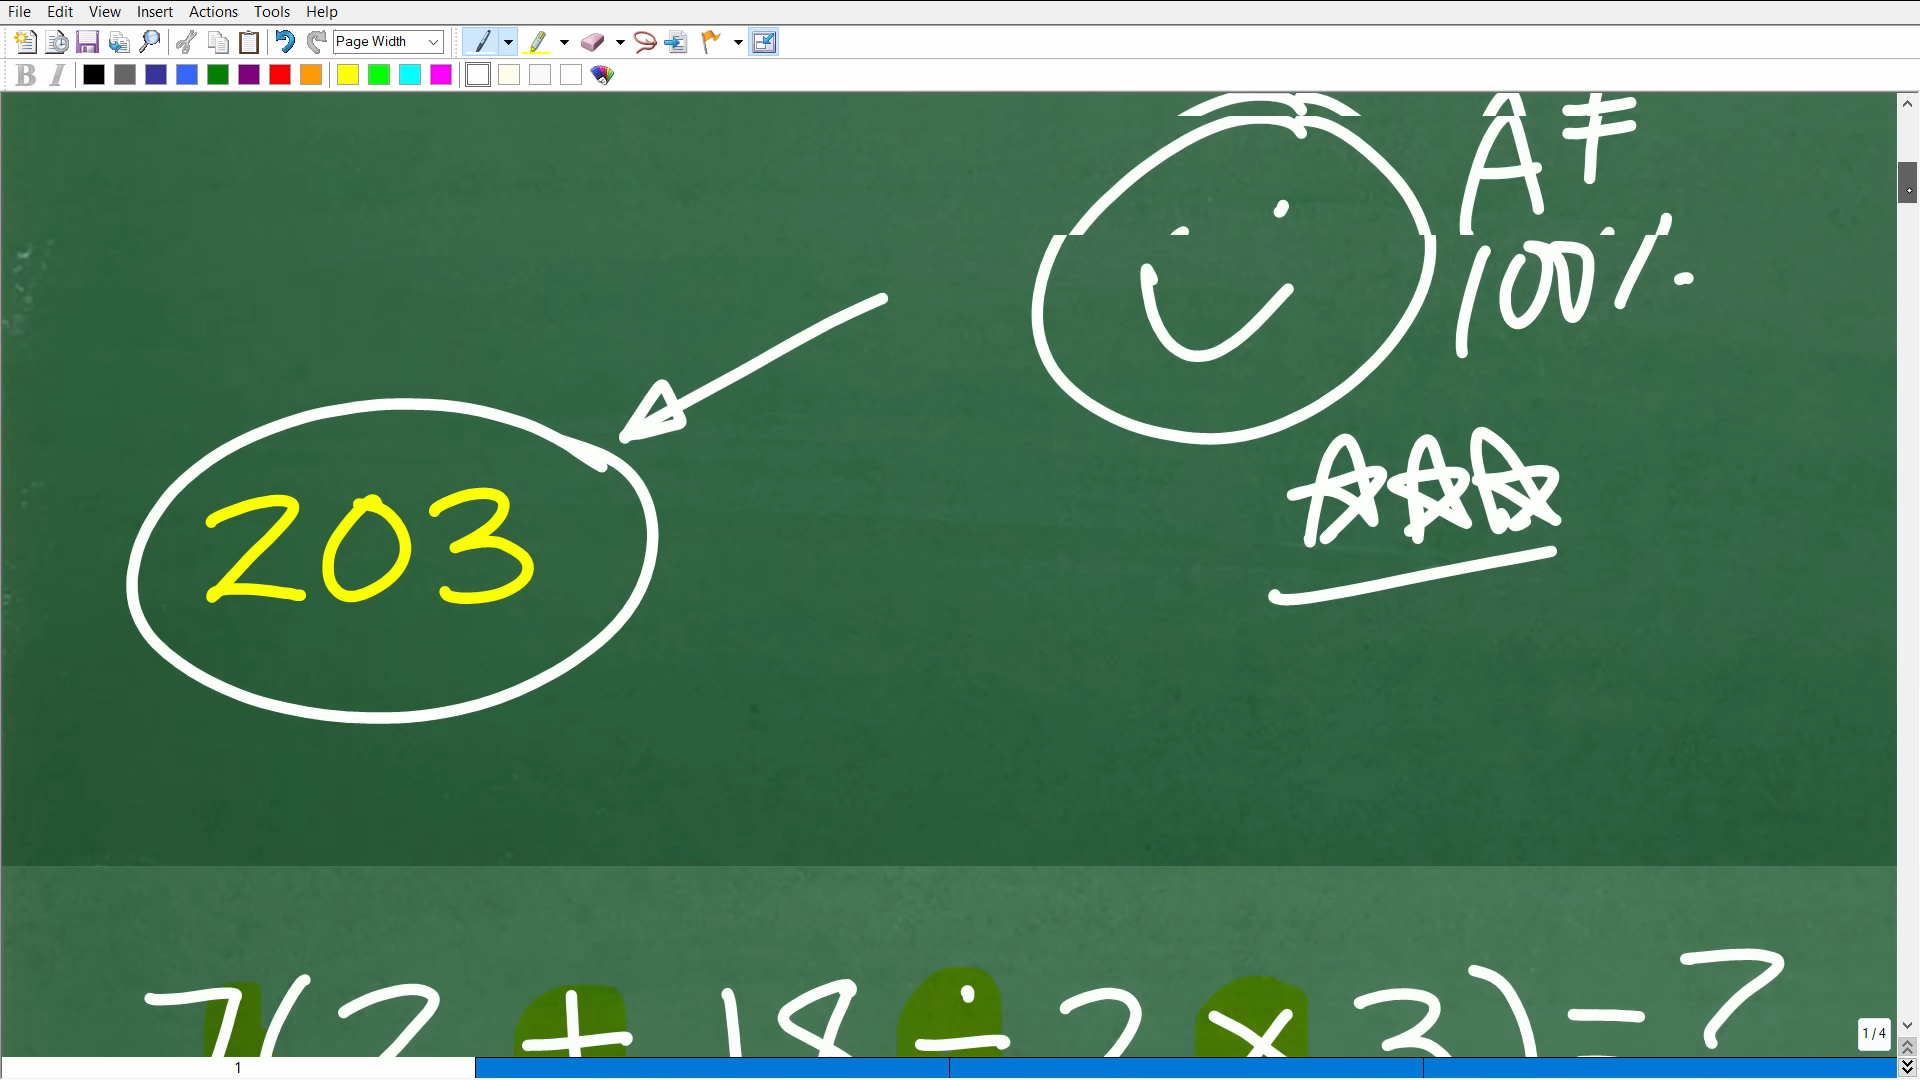 File Edit View Insert Actions Tools Help
Page Width
B I
A+
100%
203
7(2 + 18 ÷ 2 × 3) = ?
1 / 4
1